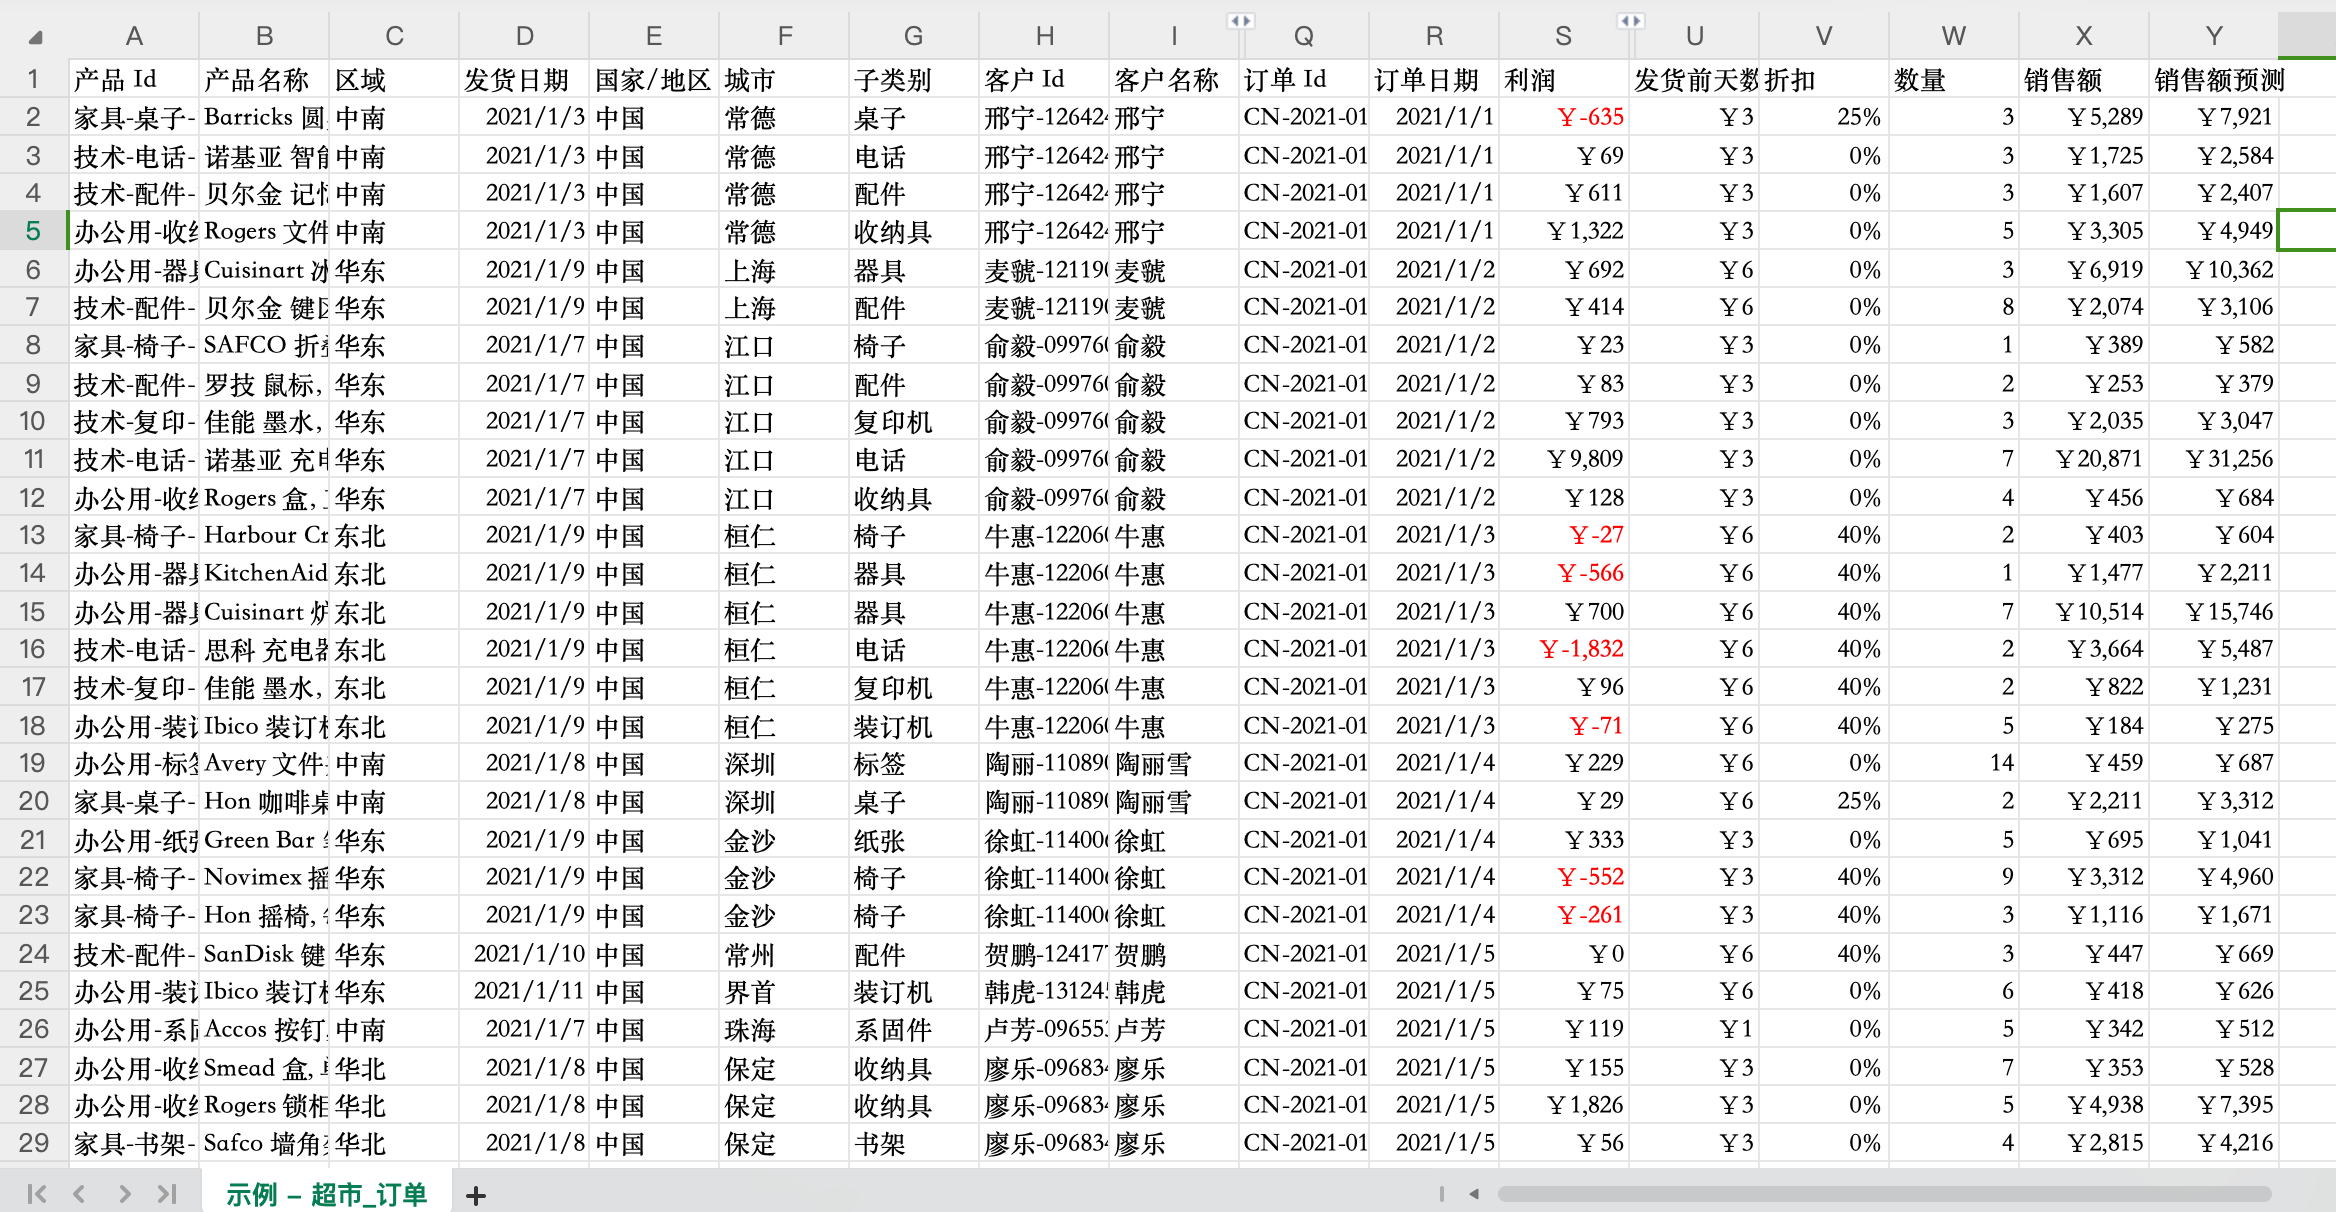 A B C D E F G H I Q R S U V W X Y
1 产品 Id 产品名称 区域 发货日期 国家/地区 城市 子类别 客户 Id 客户名称 订单 Id 订单日期 利润 发货前天数 折扣 数量 销售额 销售额预测
2 家具-桌子- Barricks 圆 中南 2021/1/3 中国 常德 桌子 邢宁-12642 邢宁 CN-2021-01 2021/1/1 ¥-635 ¥3 25% 3 ¥5,289 ¥7,921
3 技术-电话- 诺基亚 智能 中南 2021/1/3 中国 常德 电话 邢宁-12642 邢宁 CN-2021-01 2021/1/1 ¥69 ¥3 0% 3 ¥1,725 ¥2,584
4 技术-配件- 贝尔金 记忆 中南 2021/1/3 中国 常德 配件 邢宁-12642 邢宁 CN-2021-01 2021/1/1 ¥611 ¥3 0% 3 ¥1,607 ¥2,407
5 办公用-收纳 Rogers 文件 中南 2021/1/3 中国 常德 收纳具 邢宁-12642 邢宁 CN-2021-01 2021/1/1 ¥1,322 ¥3 0% 5 ¥3,305 ¥4,949
6 办公用-器具 Cuisinart 冰 华东 2021/1/9 中国 上海 器具 麦虢-12119 麦虢 CN-2021-01 2021/1/2 ¥692 ¥6 0% 3 ¥6,919 ¥10,362
7 技术-配件- 贝尔金 键区 华东 2021/1/9 中国 上海 配件 麦虢-12119 麦虢 CN-2021-01 2021/1/2 ¥414 ¥6 0% 8 ¥2,074 ¥3,106
8 家具-椅子- SAFCO 折叠 华东 2021/1/7 中国 江口 椅子 俞毅-09976 俞毅 CN-2021-01 2021/1/2 ¥23 ¥3 0% 1 ¥389 ¥582
9 技术-配件- 罗技 鼠标, 华东 2021/1/7 中国 江口 配件 俞毅-09976 俞毅 CN-2021-01 2021/1/2 ¥83 ¥3 0% 2 ¥253 ¥379
10 技术-复印- 佳能 墨水, 华东 2021/1/7 中国 江口 复印机 俞毅-09976 俞毅 CN-2021-01 2021/1/2 ¥793 ¥3 0% 3 ¥2,035 ¥3,047
11 技术-电话- 诺基亚 充电 华东 2021/1/7 中国 江口 电话 俞毅-09976 俞毅 CN-2021-01 2021/1/2 ¥9,809 ¥3 0% 7 ¥20,871 ¥31,256
12 办公用-收纳 Rogers 盒, 华东 2021/1/7 中国 江口 收纳具 俞毅-09976 俞毅 CN-2021-01 2021/1/2 ¥128 ¥3 0% 4 ¥456 ¥684
13 家具-椅子- Harbour Cr 东北 2021/1/9 中国 桓仁 椅子 牛惠-12206 牛惠 CN-2021-01 2021/1/3 ¥-27 ¥6 40% 2 ¥403 ¥604
14 办公用-器具 KitchenAid 东北 2021/1/9 中国 桓仁 器具 牛惠-12206 牛惠 CN-2021-01 2021/1/3 ¥-566 ¥6 40% 1 ¥1,477 ¥2,211
15 办公用-器具 Cuisinart 炉 东北 2021/1/9 中国 桓仁 器具 牛惠-12206 牛惠 CN-2021-01 2021/1/3 ¥700 ¥6 40% 7 ¥10,514 ¥15,746
16 技术-电话- 思科 充电器 东北 2021/1/9 中国 桓仁 电话 牛惠-12206 牛惠 CN-2021-01 2021/1/3 ¥-1,832 ¥6 40% 2 ¥3,664 ¥5,487
17 技术-复印- 佳能 墨水, 东北 2021/1/9 中国 桓仁 复印机 牛惠-12206 牛惠 CN-2021-01 2021/1/3 ¥96 ¥6 40% 2 ¥822 ¥1,231
18 办公用-装订 Ibico 装订机 东北 2021/1/9 中国 桓仁 装订机 牛惠-12206 牛惠 CN-2021-01 2021/1/3 ¥-71 ¥6 40% 5 ¥184 ¥275
19 办公用-标签 Avery 文件 中南 2021/1/8 中国 深圳 标签 陶丽-11089 陶丽雪 CN-2021-01 2021/1/4 ¥229 ¥6 0% 14 ¥459 ¥687
20 家具-桌子- Hon 咖啡桌 中南 2021/1/8 中国 深圳 桌子 陶丽-11089 陶丽雪 CN-2021-01 2021/1/4 ¥29 ¥6 25% 2 ¥2,211 ¥3,312
21 办公用-纸张 Green Bar 华东 2021/1/9 中国 金沙 纸张 徐虹-11400 徐虹 CN-2021-01 2021/1/4 ¥333 ¥3 0% 5 ¥695 ¥1,041
22 家具-椅子- Novimex 摇 华东 2021/1/9 中国 金沙 椅子 徐虹-11400 徐虹 CN-2021-01 2021/1/4 ¥-552 ¥3 40% 9 ¥3,312 ¥4,960
23 家具-椅子- Hon 摇椅, 华东 2021/1/9 中国 金沙 椅子 徐虹-11400 徐虹 CN-2021-01 2021/1/4 ¥-261 ¥3 40% 3 ¥1,116 ¥1,671
24 技术-配件- SanDisk 键 华东 2021/1/10 中国 常州 配件 贺鹏-12417 贺鹏 CN-2021-01 2021/1/5 ¥0 ¥6 40% 3 ¥447 ¥669
25 办公用-装订 Ibico 装订机 华东 2021/1/11 中国 界首 装订机 韩虎-13124 韩虎 CN-2021-01 2021/1/5 ¥75 ¥6 0% 6 ¥418 ¥626
26 办公用-系固 Accos 按钉, 中南 2021/1/7 中国 珠海 系固件 卢芳-09655 卢芳 CN-2021-01 2021/1/5 ¥119 ¥1 0% 5 ¥342 ¥512
27 办公用-收纳 Smead 盒, 华北 2021/1/8 中国 保定 收纳具 廖乐-09683 廖乐 CN-2021-01 2021/1/5 ¥155 ¥3 0% 7 ¥353 ¥528
28 办公用-收纳 Rogers 锁柜 华北 2021/1/8 中国 保定 收纳具 廖乐-09683 廖乐 CN-2021-01 2021/1/5 ¥1,826 ¥3 0% 5 ¥4,938 ¥7,395
29 家具-书架- Safco 墙角 华北 2021/1/8 中国 保定 书架 廖乐-09683 廖乐 CN-2021-01 2021/1/5 ¥56 ¥3 0% 4 ¥2,815 ¥4,216
示例 – 超市_订单 +